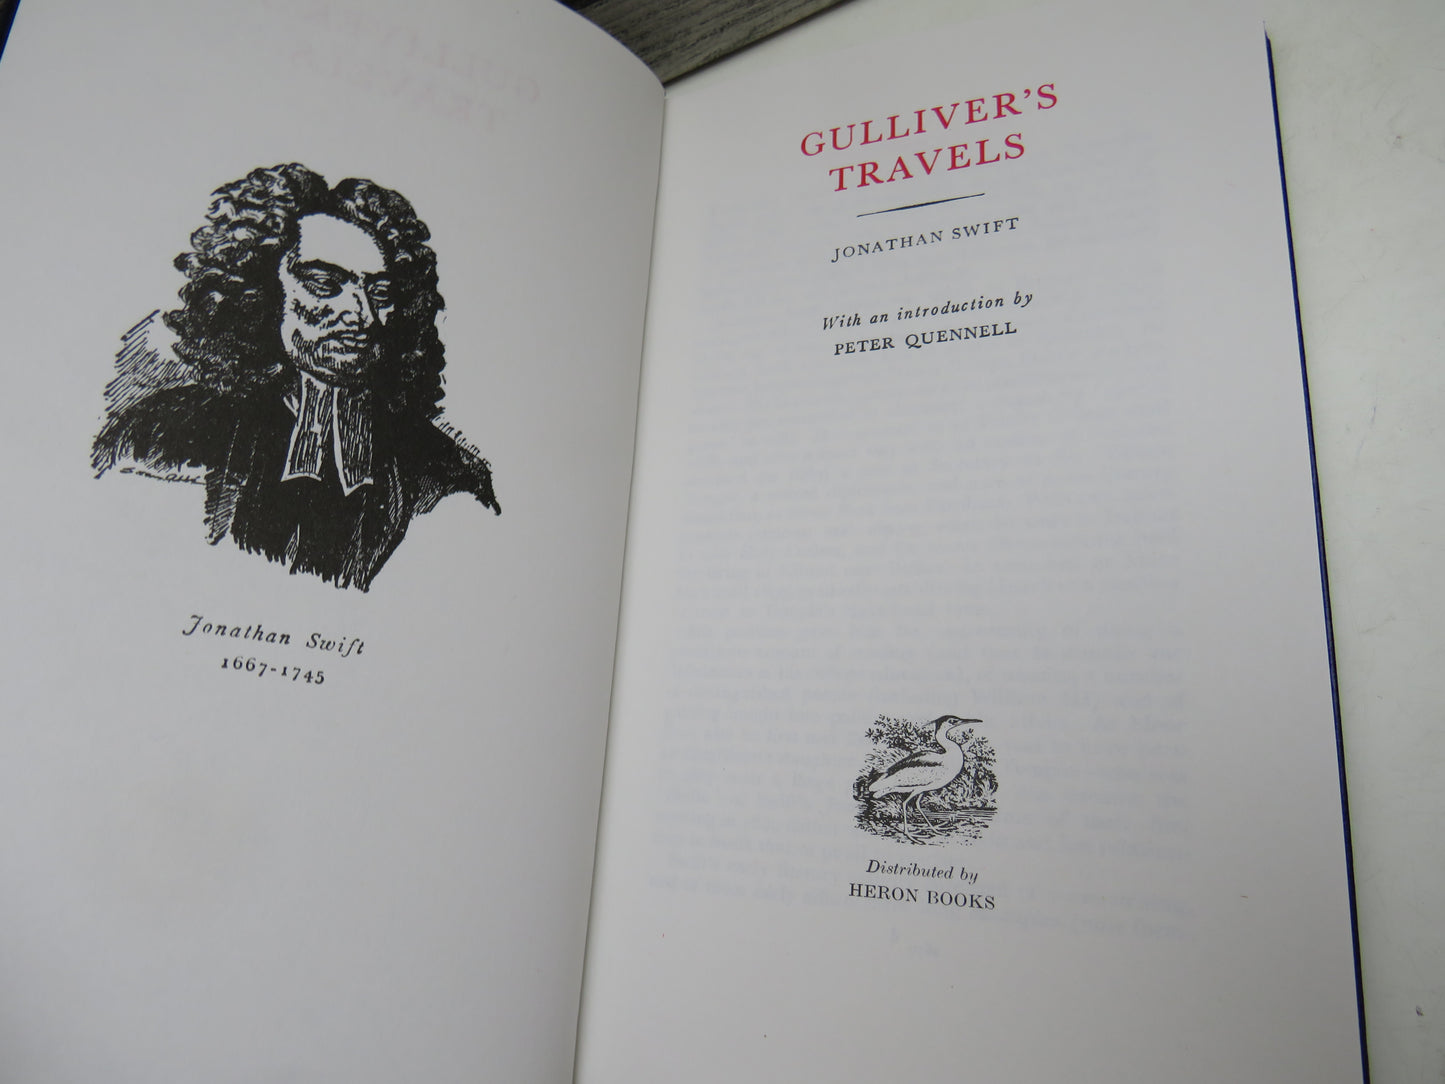 Jonathan Swift
1667-1745
GULLIVER'S
TRAVELS
JONATHAN SWIFT
With an introduction by
PETER QUENNELL
Distributed by
HERON BOOKS